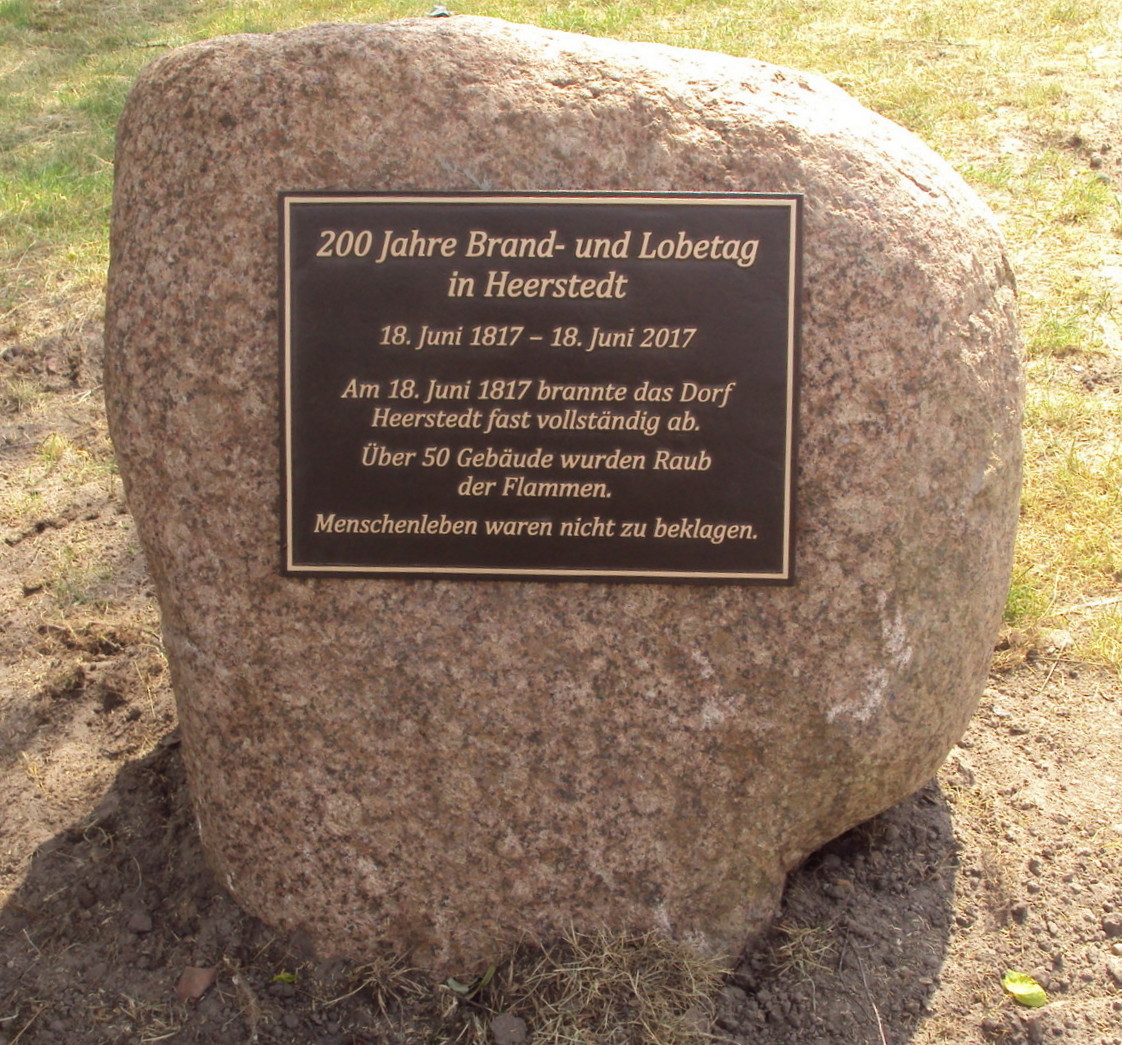 200 Jahre Brand- und Lobetag
in Heerstedt
18. Juni 1817 – 18. Juni 2017
Am 18. Juni 1817 brannte das Dorf
Heerstedt fast vollständig ab.
Über 50 Gebäude wurden Raub
der Flammen.
Menschenleben waren nicht zu beklagen.